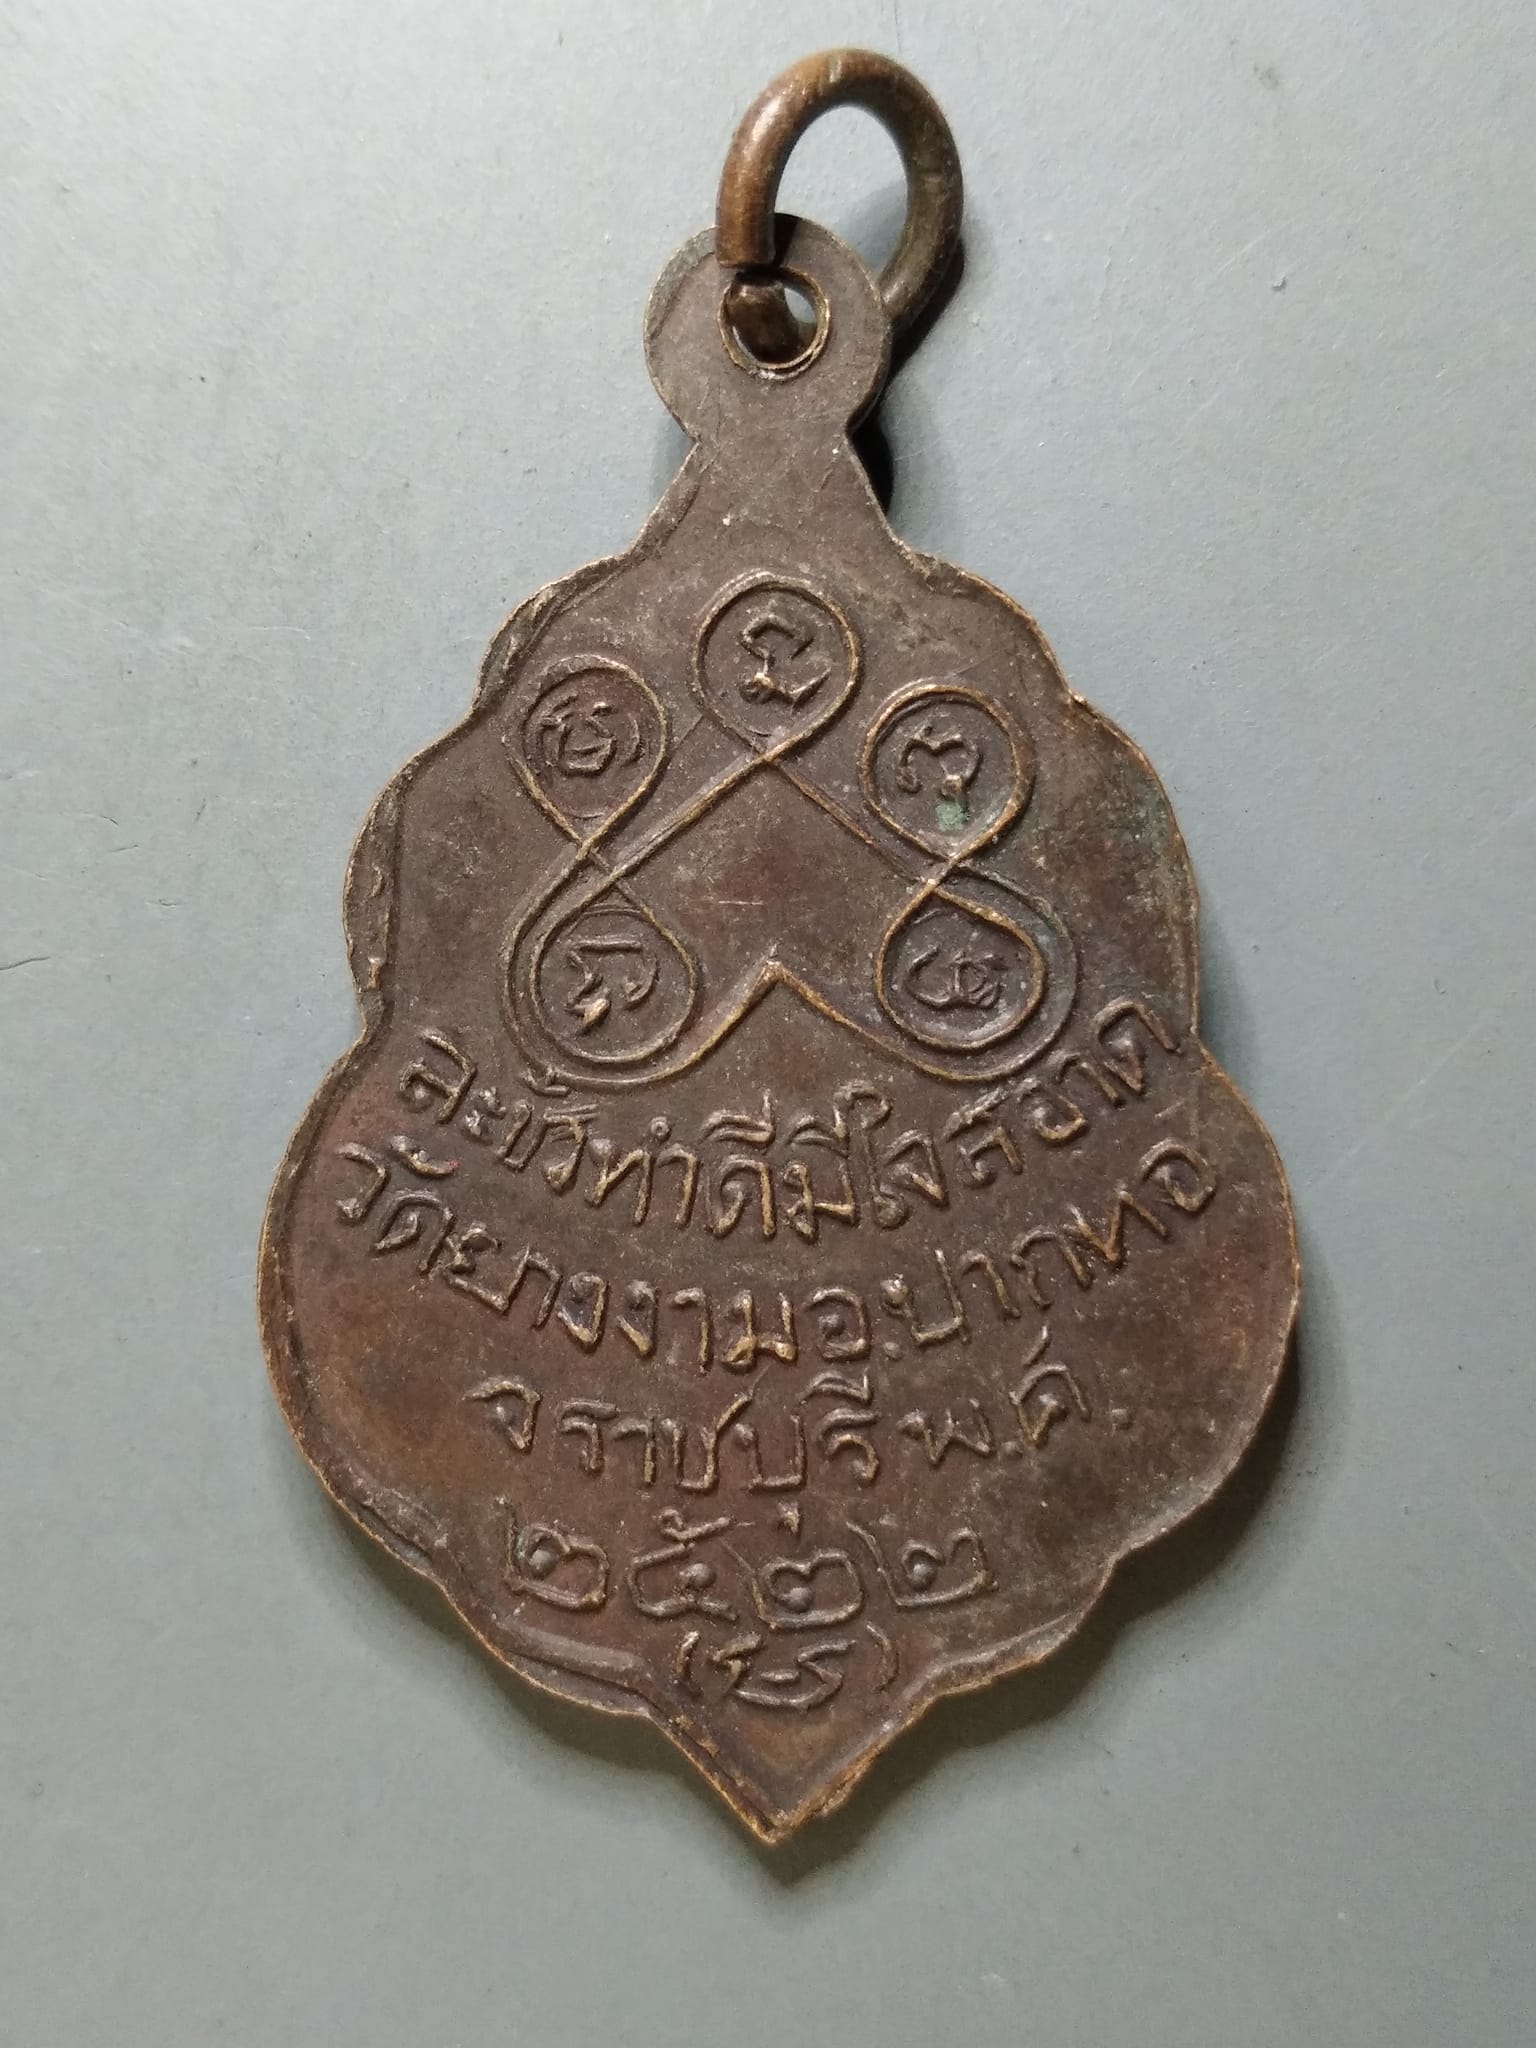 ละชั่วทำดีมีใจสอาด
วัดยางงามอ.ปากทอ
จราชบุรีพ.ศ.
๒๕๒๒